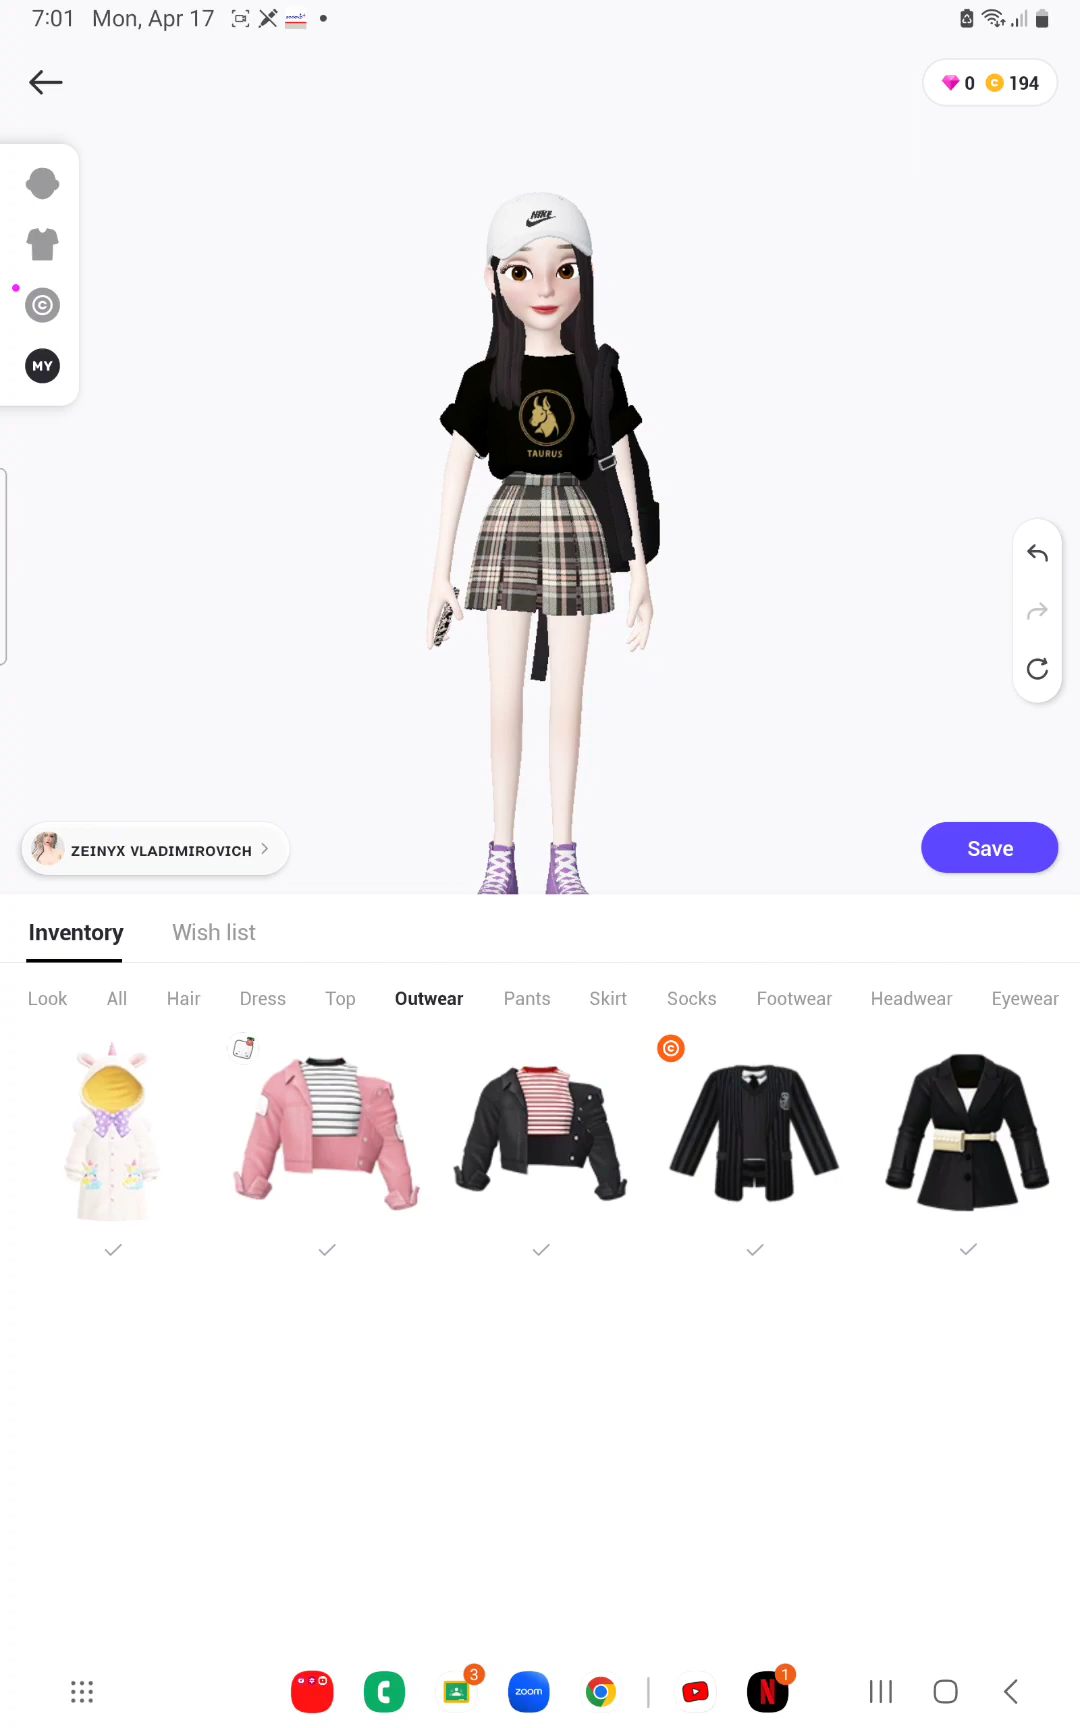 7:01 Mon, Apr 17
0 C 194
NIKE
C
MY
TAURUS
ZEINYX VLADIMIROVICH
Save
Inventory Wish list
Look All Hair Dress Top Outwear Pants Skirt Socks Footwear Headwear Eyewear
C
3
zoom
N
1